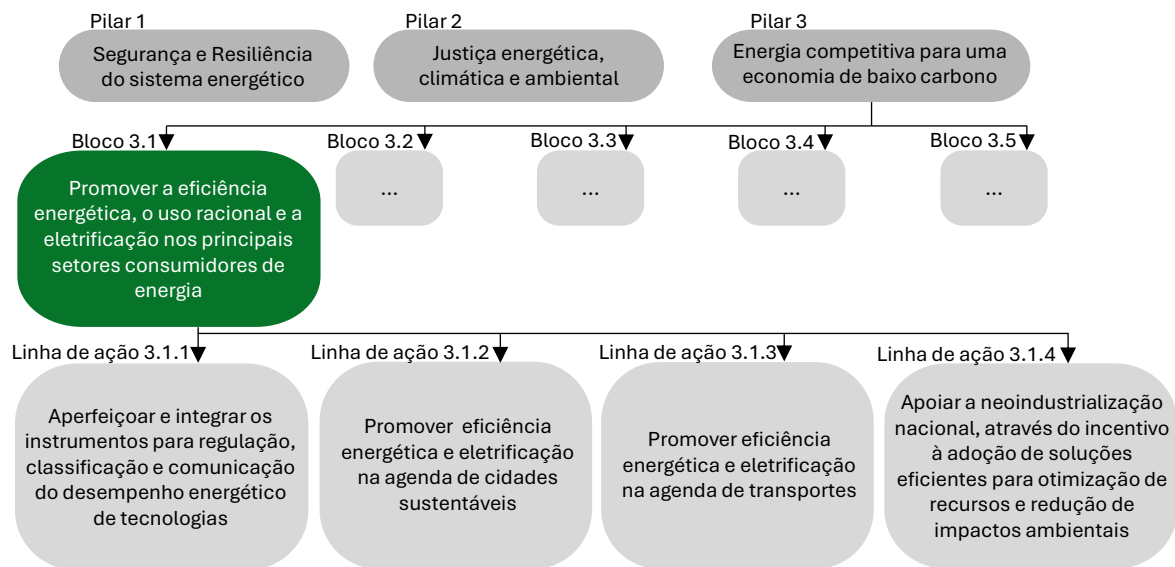 Pilar 1
Segurança e Resiliência
do sistema energético
Pilar 2
Justiça energética,
climática e ambiental
Pilar 3
Energia competitiva para uma
economia de baixo carbono
Bloco 3.1
Promover a eficiência
energética, o uso racional e a
eletrificação nos principais
setores consumidores de
energia
Bloco 3.2
...
Bloco 3.3
...
Bloco 3.4
...
Bloco 3.5
...
Linha de ação 3.1.1
Aperfeiçoar e integrar os
instrumentos para regulação,
classificação e comunicação
do desempenho energético
de tecnologias
Linha de ação 3.1.2
Promover eficiência
energética e eletrificação
na agenda de cidades
sustentáveis
Linha de ação 3.1.3
Promover eficiência
energética e eletrificação
na agenda de transportes
Linha de ação 3.1.4
Apoiar a neoindustrialização
nacional, através do incentivo
à adoção de soluções
eficientes para otimização de
recursos e redução de
impactos ambientais